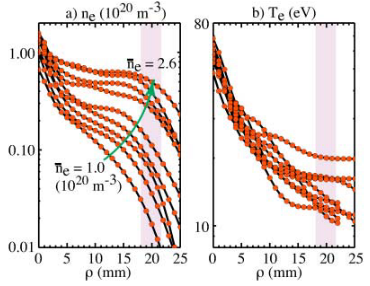 a) nₑ (10²⁰ m⁻³)
b) Tₑ (eV)
1.00
0.10
0.01
n̄ₑ = 2.6
n̄ₑ = 1.0
(10²⁰ m⁻³)
80
10
0 5 10 15 20 25
0 5 10 15 20 25
ρ (mm)
ρ (mm)